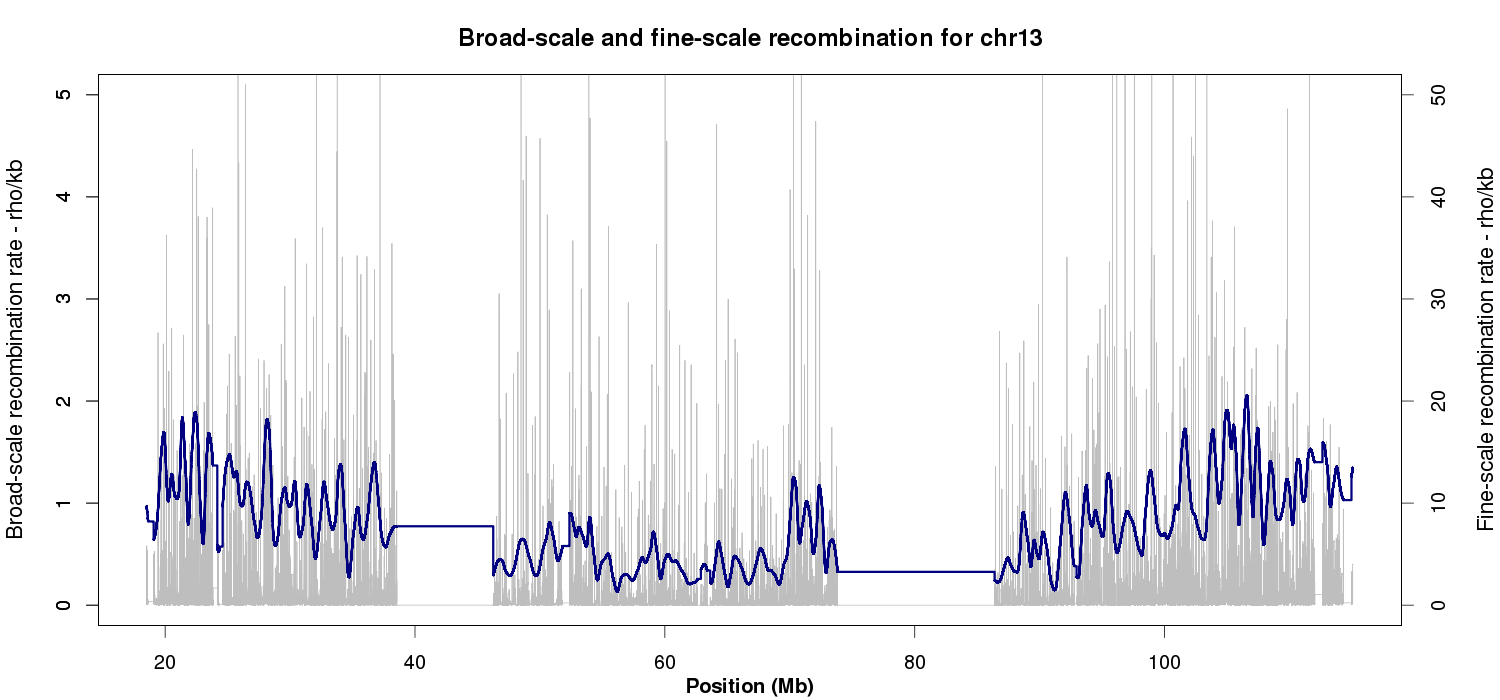 Broad-scale and fine-scale recombination for chr13
Broad-scale recombination rate - rho/kb
5
4
3
2
1
0
50
40
30
20
10
0
Fine-scale recombination rate - rho/kb
20 40 60 80 100
Position (Mb)